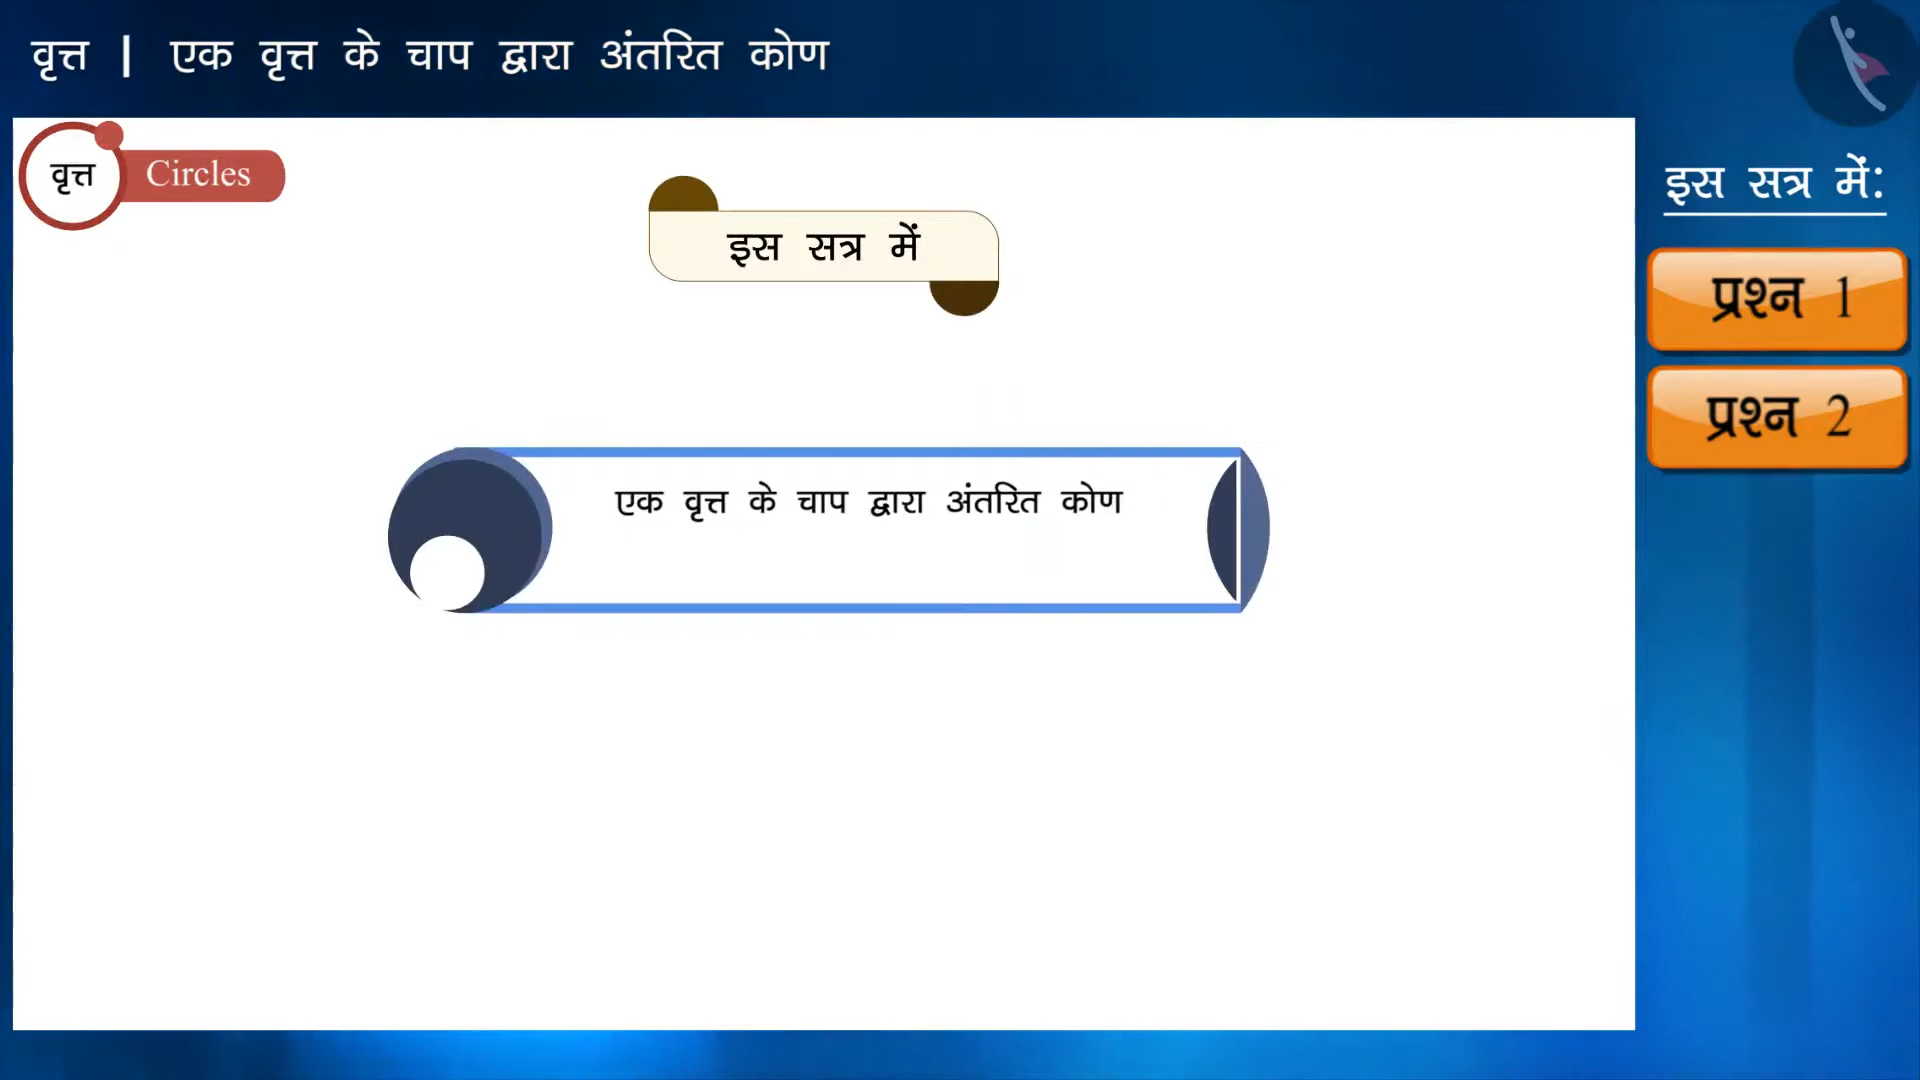 वृत्त | एक वृत्त के चाप द्वारा अंतरित कोण
वृत्त Circles
इस सत्र में
एक वृत्त के चाप द्वारा अंतरित कोण
इस सत्र में:
प्रश्न 1
प्रश्न 2